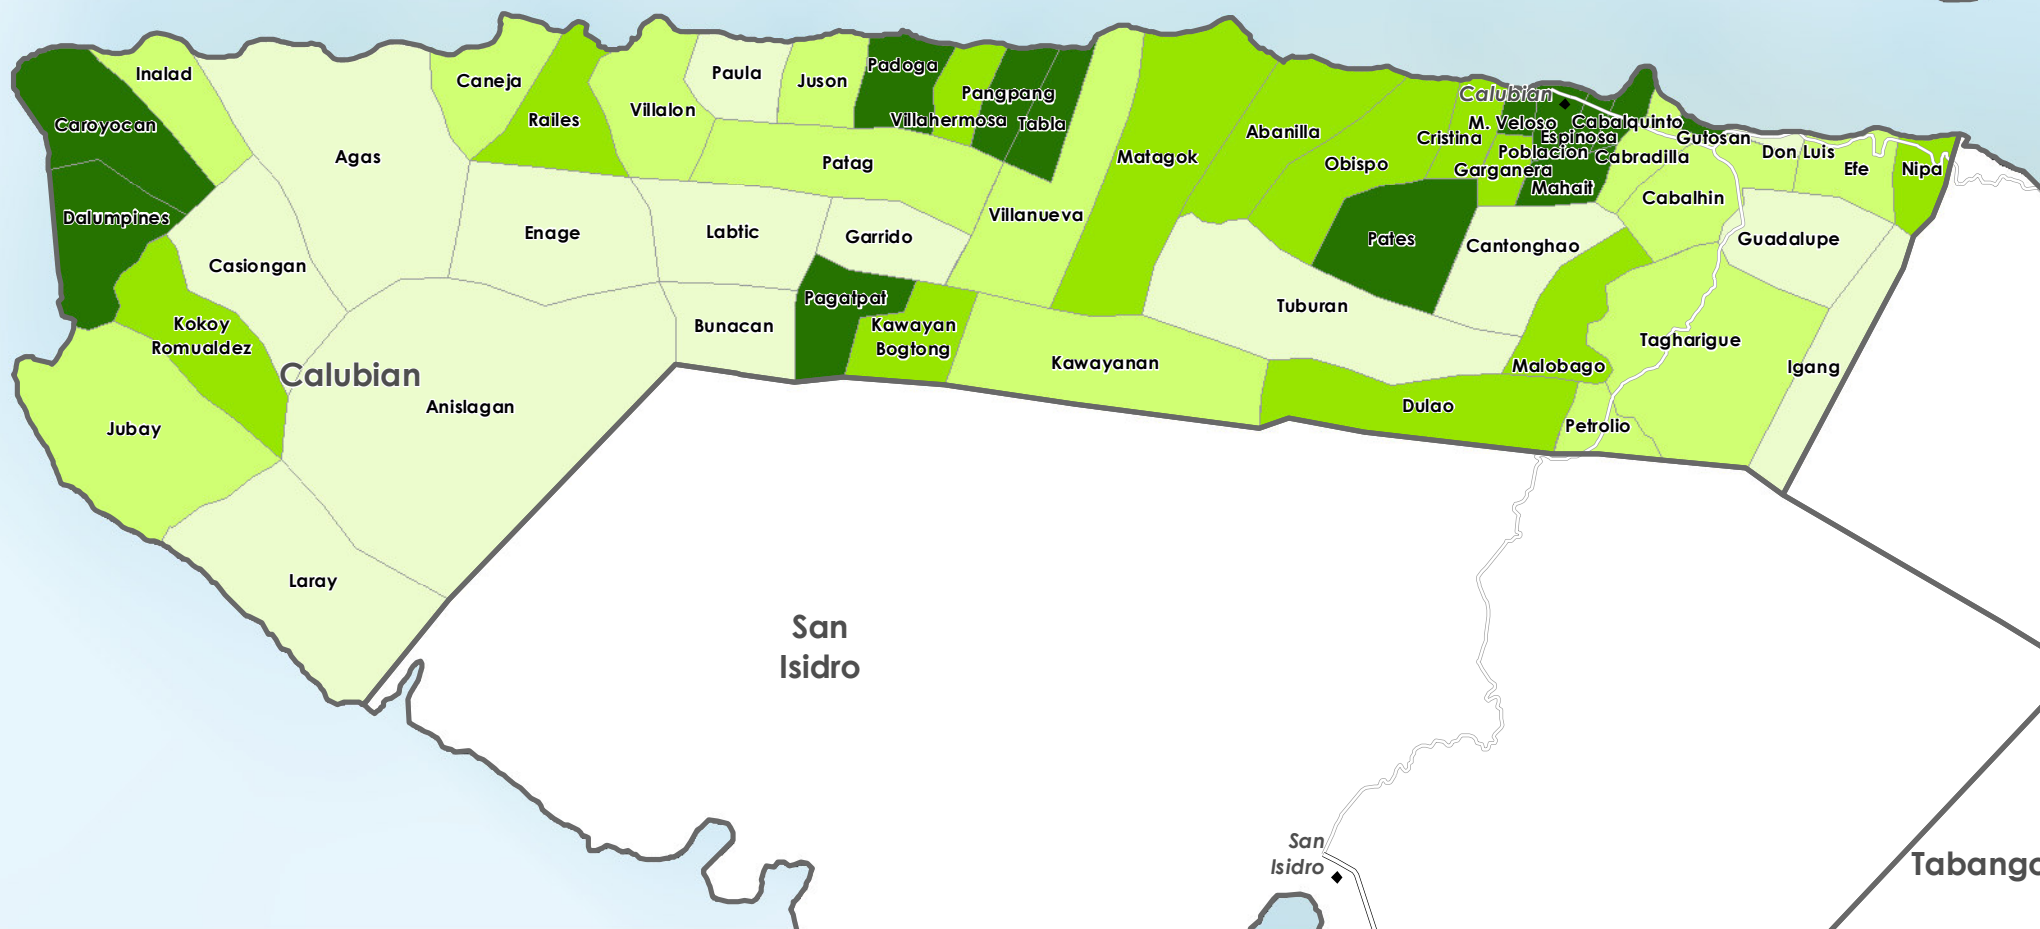 Inalad
Caneja
Paula
Juson
Padoga
Pangpang
Calubian
Villalon
Railes
Villahermosa
Tabla
M. Veloso
Cabalquinto
Caroyocan
Abanilla
Cristina
Espinosa
Gutosan
Agas
Patag
Matagok
Obispo
Poblacion
Cabradilla
Don Luis
Garganera
Efe
Nipa
Mahait
Dalumpines
Villanueva
Cabalhin
Enage
Labtic
Garrido
Pates
Cantonghao
Guadalupe
Casiongan
Pagatpat
Tuburan
Kokoy
Romualdez
Bunacan
Kawayan
Bogtong
Tagharigue
Kawayanan
Malobago
Igang
Calubian
Anislagan
Dulao
Jubay
Petrolio
Laray
San
Isidro
San
Isidro